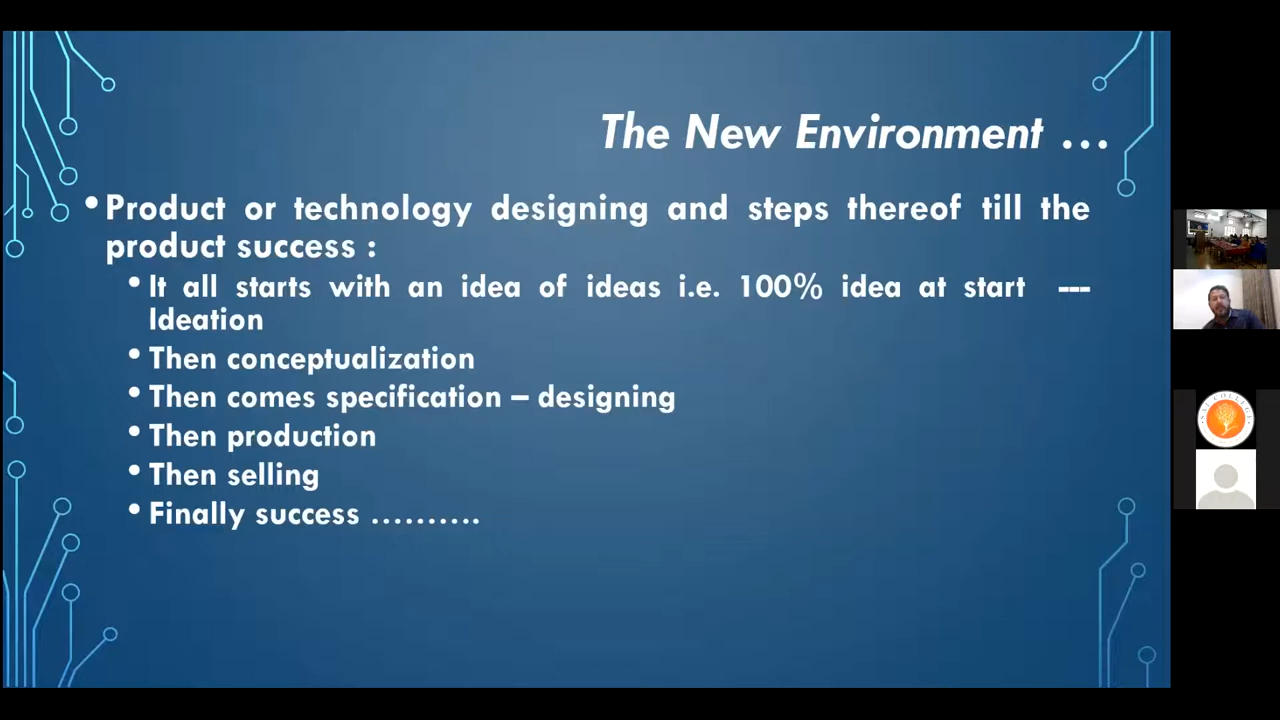 The New Environment ...
• Product or technology designing and steps thereof till the
product success :
• It all starts with an idea of ideas i.e. 100% idea at start ---
Ideation
• Then conceptualization
• Then comes specification – designing
• Then production
• Then selling
• Finally success ..........